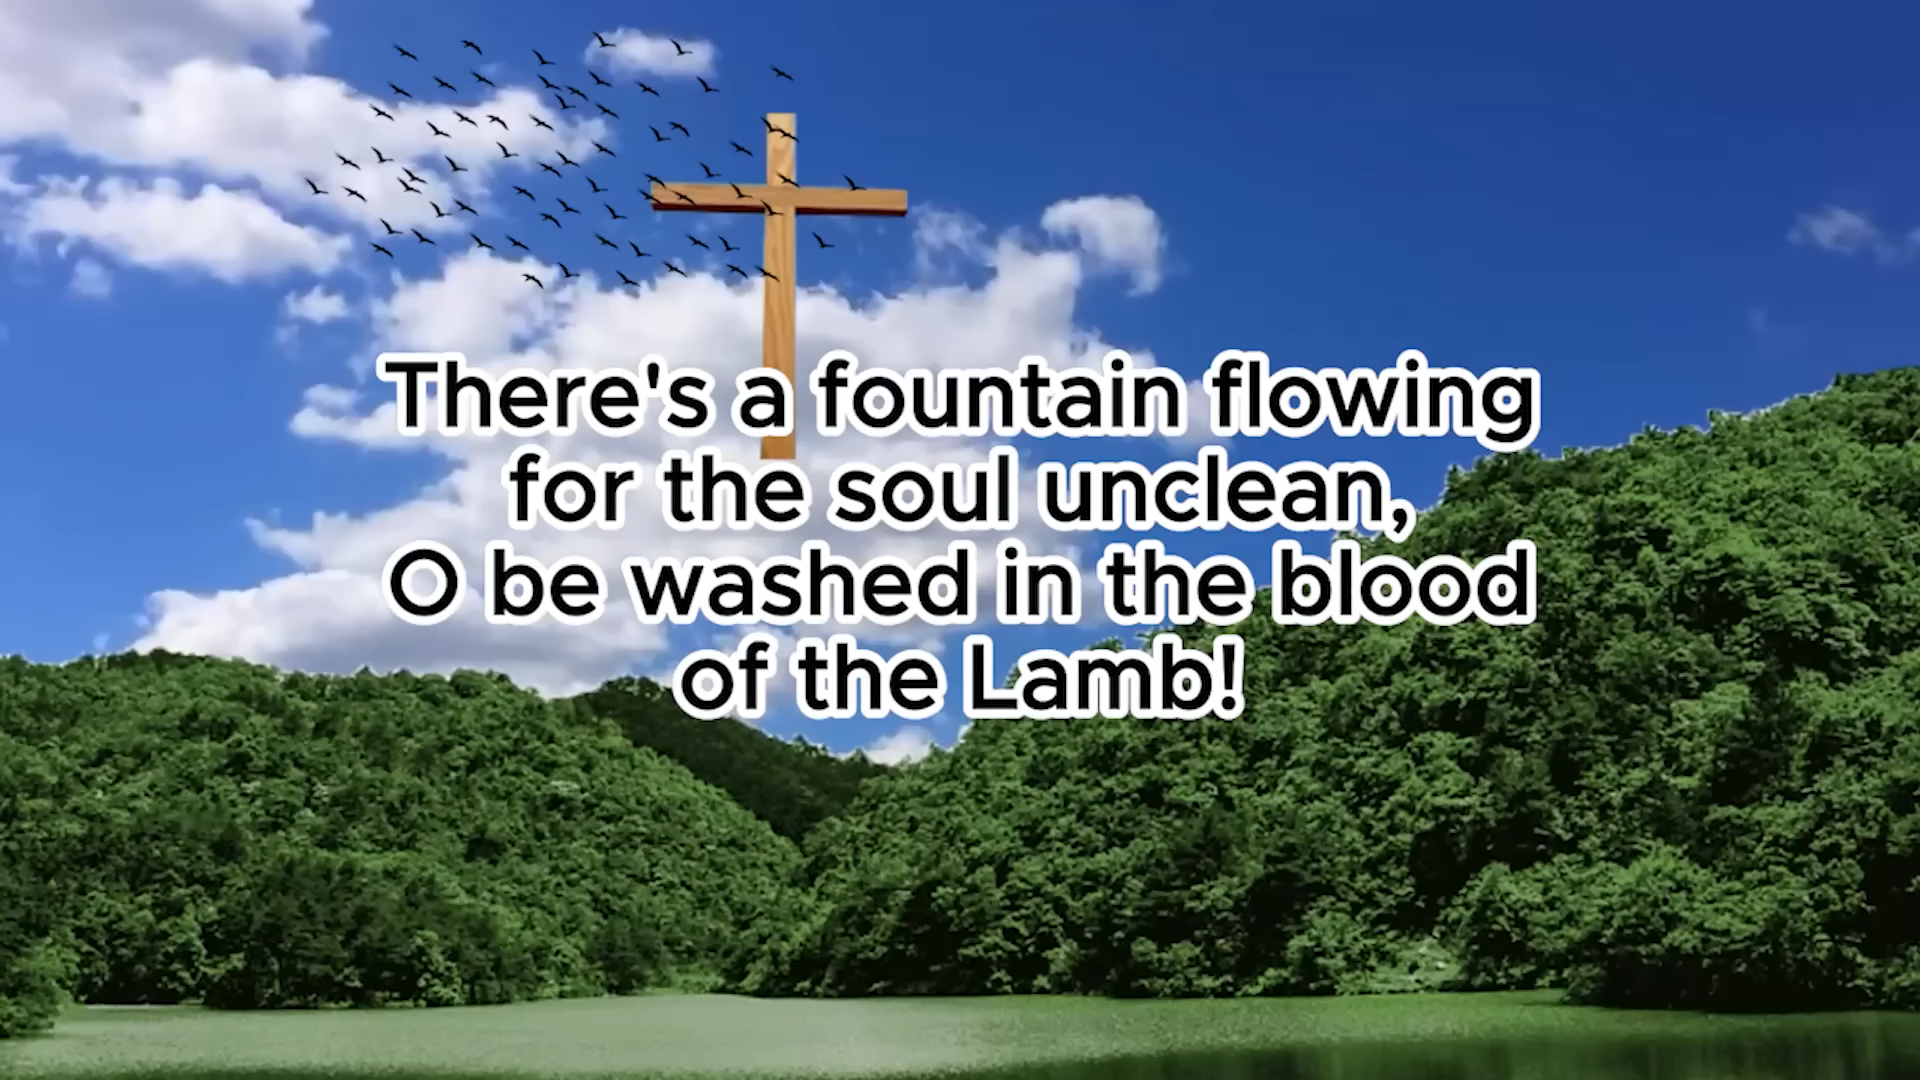 There's a fountain flowing
for the soul unclean,
O be washed in the blood
of the Lamb!